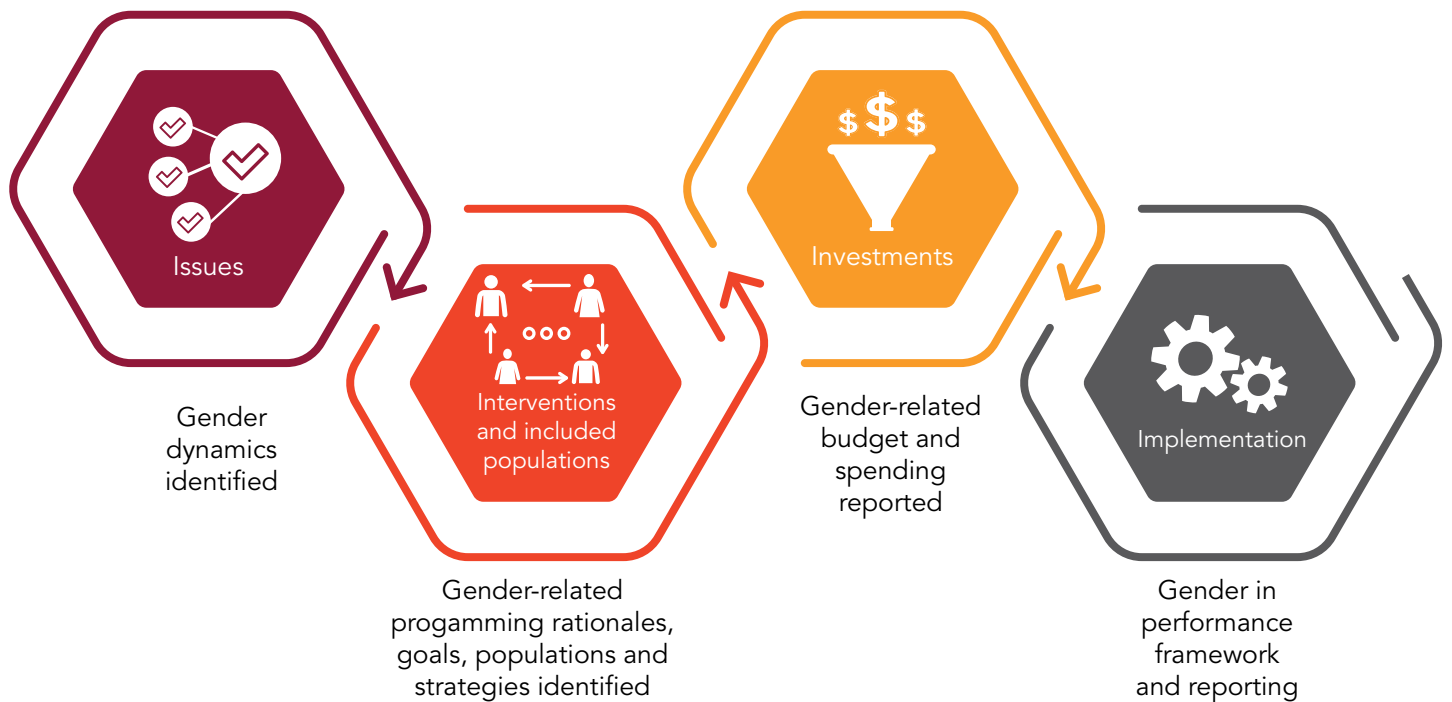 Issues
Gender
dynamics
identified
Interventions
and included
populations
Gender-related
progamming rationales,
goals, populations and
strategies identified
$ $ $
Investments
Gender-related
budget and
spending
reported
Implementation
Gender in
performance
framework
and reporting